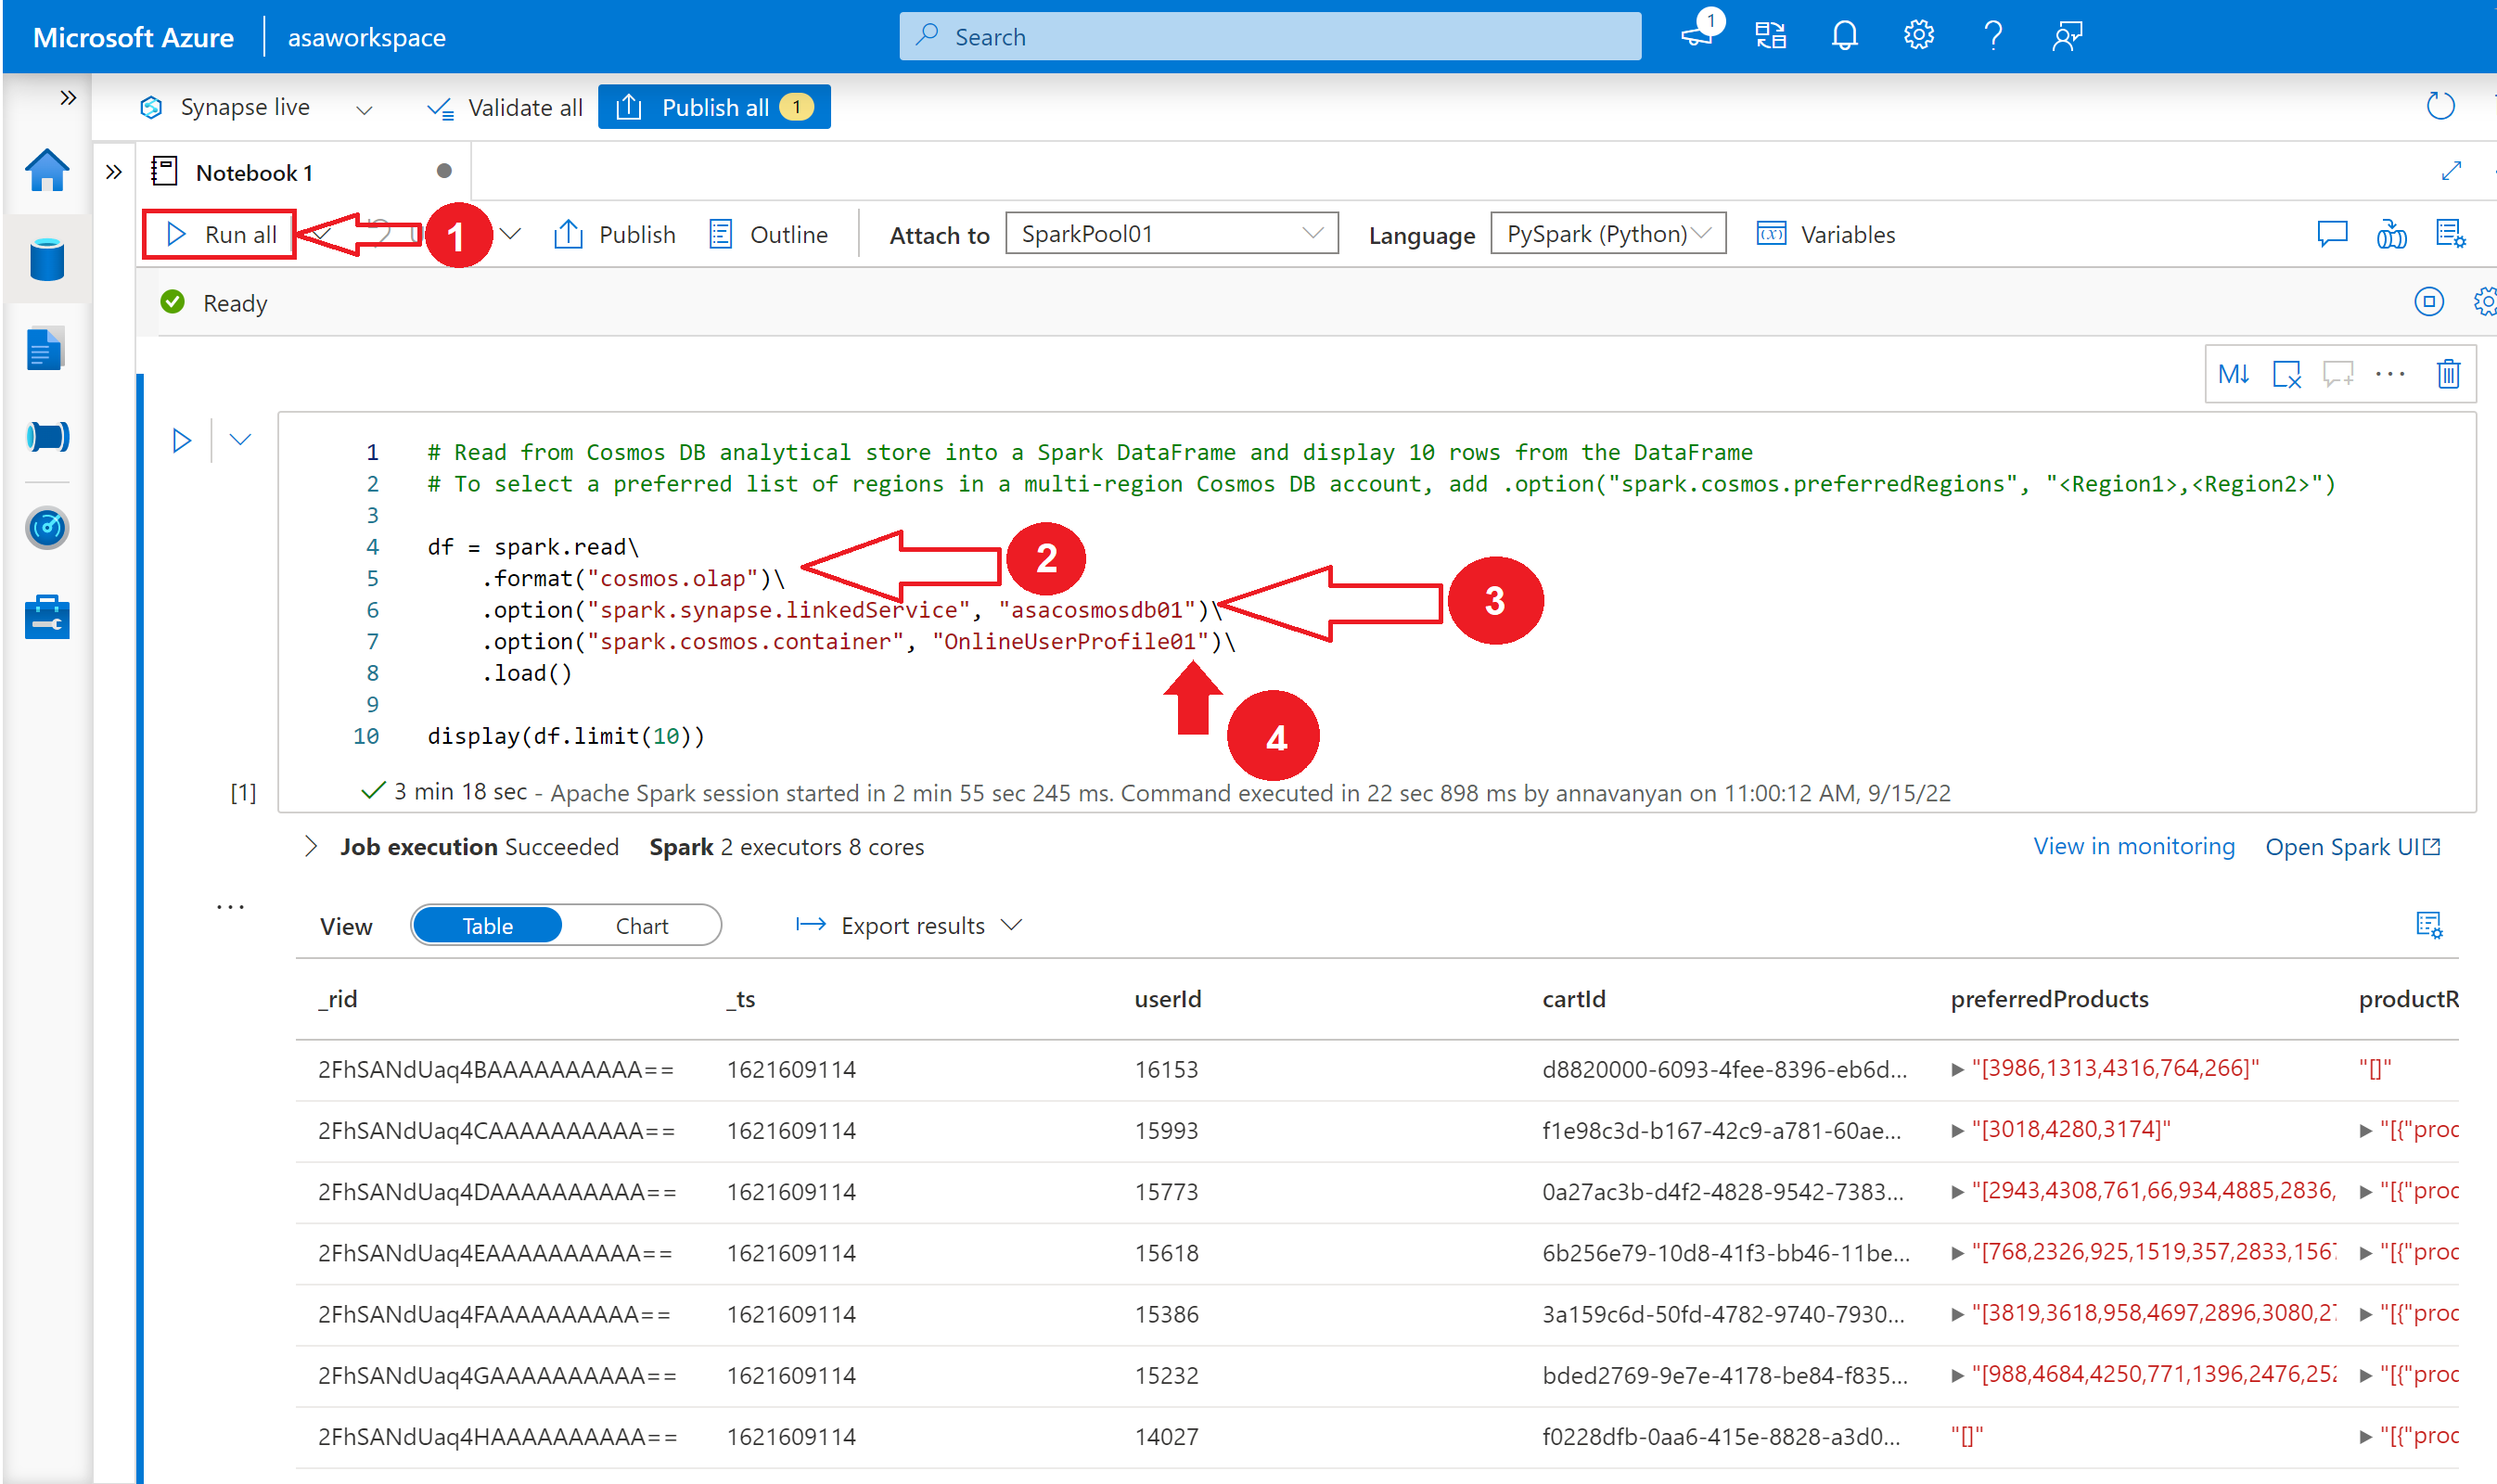 Microsoft Azure asaworkspace Search 1
Synapse live Validate all Publish all 1
Notebook 1
Run all 1 Publish Outline Attach to SparkPool01 Language PySpark (Python) Variables
Ready
M↓ ...
1 # Read from Cosmos DB analytical store into a Spark DataFrame and display 10 rows from the DataFrame
2 # To select a preferred list of regions in a multi-region Cosmos DB account, add .option("spark.cosmos.preferredRegions", "<Region1>,<Region2>")
3
4 df = spark.read\
2
5 .format("cosmos.olap")\
6 .option("spark.synapse.linkedService", "asacosmosdb01")\
3
7 .option("spark.cosmos.container", "OnlineUserProfile01")\
8 .load()
9
4
10 display(df.limit(10))
[1] 3 min 18 sec - Apache Spark session started in 2 min 55 sec 245 ms. Command executed in 22 sec 898 ms by annavanyan on 11:00:12 AM, 9/15/22
Job execution Succeeded Spark 2 executors 8 cores View in monitoring Open Spark UI
...
View Table Chart Export results
_rid _ts userId cartId preferredProducts productR
2FhSANdUaq4BAAAAAAAAAA== 1621609114 16153 d8820000-6093-4fee-8396-eb6d... "[3986,1313,4316,764,266]" "[]"
2FhSANdUaq4CAAAAAAAAAA== 1621609114 15993 f1e98c3d-b167-42c9-a781-60ae... "[3018,4280,3174]" "[{"proc
2FhSANdUaq4DAAAAAAAAAA== 1621609114 15773 0a27ac3b-d4f2-4828-9542-7383... "[2943,4308,761,66,934,4885,2836, "[{"proc
2FhSANdUaq4EAAAAAAAAAA== 1621609114 15618 6b256e79-10d8-41f3-bb46-11be... "[768,2326,925,1519,357,2833,1567 "[{"proc
2FhSANdUaq4FAAAAAAAAAA== 1621609114 15386 3a159c6d-50fd-4782-9740-7930... "[3819,3618,958,4697,2896,3080,27 "[{"proc
2FhSANdUaq4GAAAAAAAAAA== 1621609114 15232 bded2769-9e7e-4178-be84-f835... "[988,4684,4250,771,1396,2476,252 "[{"proc
2FhSANdUaq4HAAAAAAAAAA== 1621609114 14027 f0228dfb-0aa6-415e-8828-a3d0... "[]" "[{"proc